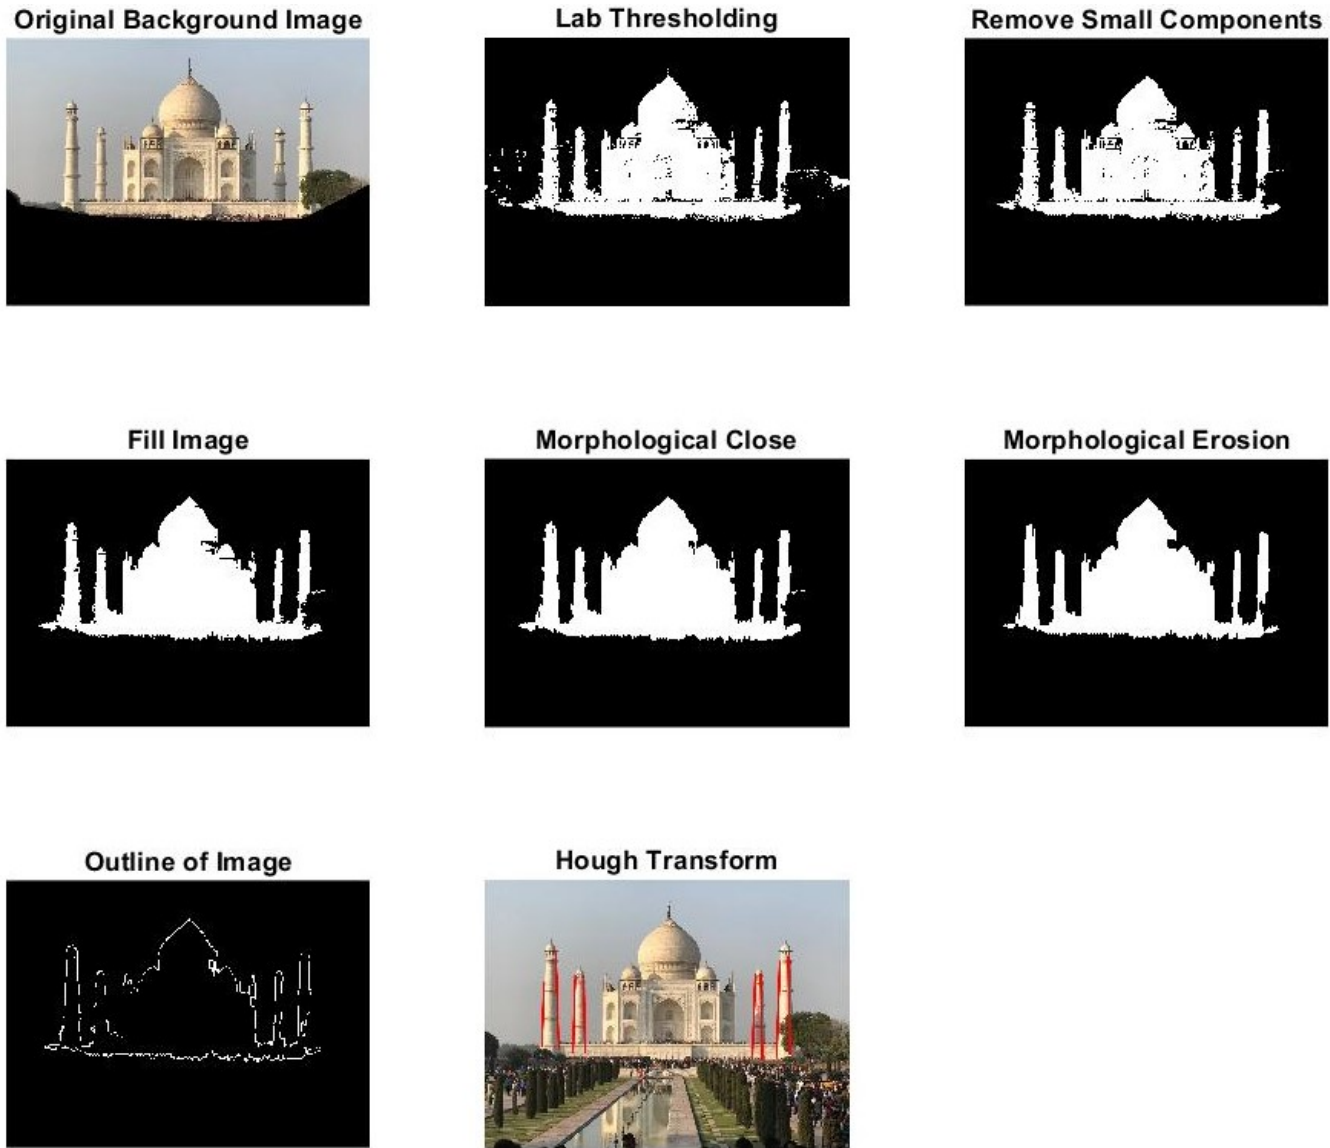 Original Background Image
Lab Thresholding
Remove Small Components
Fill Image
Morphological Close
Morphological Erosion
Outline of Image
Hough Transform